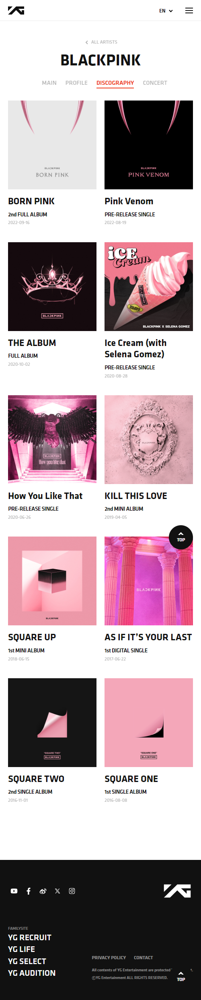 YG
EN
ALL ARTISTS
BLACKPINK
MAIN PROFILE DISCOGRAPHY CONCERT
BLACKPINK
BORN PINK
BLACKPINK
PINK VENOM
BORN PINK
2nd FULL ALBUM
2022-09-16
Pink Venom
PRE-RELEASE SINGLE
2022-08-19
BLACKPINK
iCE
Cream
BLACKPINK
SELENA
GOMEZ
BLACKPINK X SELENA GOMEZ
THE ALBUM
FULL ALBUM
2020-10-02
Ice Cream (with
Selena Gomez)
PRE-RELEASE SINGLE
2020-08-28
BLACKPINK
How you like that
BLACKPINK
KILL THIS LOVE
How You Like That
PRE-RELEASE SINGLE
2020-06-26
KILL THIS LOVE
2nd MINI ALBUM
2019-04-05
TOP
BLACKPINK
BLACKPINK
SQUARE UP
1st MINI ALBUM
2018-06-15
AS IF IT’S YOUR LAST
1st DIGITAL SINGLE
2017-06-22
"SQUARE TWO"
BLACKPINK
"SQUARE ONE"
BLACKPINK
SQUARE TWO
2nd SINGLE ALBUM
2016-11-01
SQUARE ONE
1st SINGLE ALBUM
2016-08-08
YG
FAMILYSITE
YG RECRUIT
YG LIFE
YG SELECT
YG AUDITION
PRIVACY POLICY CONTACT
All contents of YG Entertainment are protected
©YG Entertainment ALL RIGHTS RESERVED.
TOP